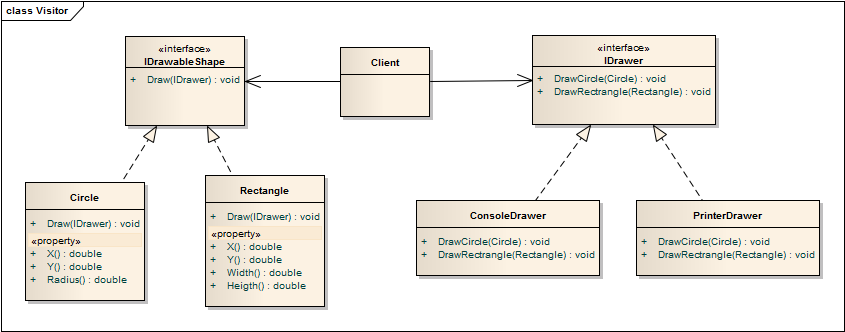 class Visitor
«interface»
IDrawableShape
+ Draw(IDrawer) : void
Client
«interface»
IDrawer
+ DrawCircle(Circle) : void
+ DrawRectrangle(Rectangle) : void
Circle
+ Draw(IDrawer) : void
«property»
+ X() : double
+ Y() : double
+ Radius() : double
Rectangle
+ Draw(IDrawer) : void
«property»
+ X() : double
+ Y() : double
+ Width() : double
+ Heigth() : double
ConsoleDrawer
+ DrawCircle(Circle) : void
+ DrawRectrangle(Rectangle) : void
PrinterDrawer
+ DrawCircle(Circle) : void
+ DrawRectrangle(Rectangle) : void